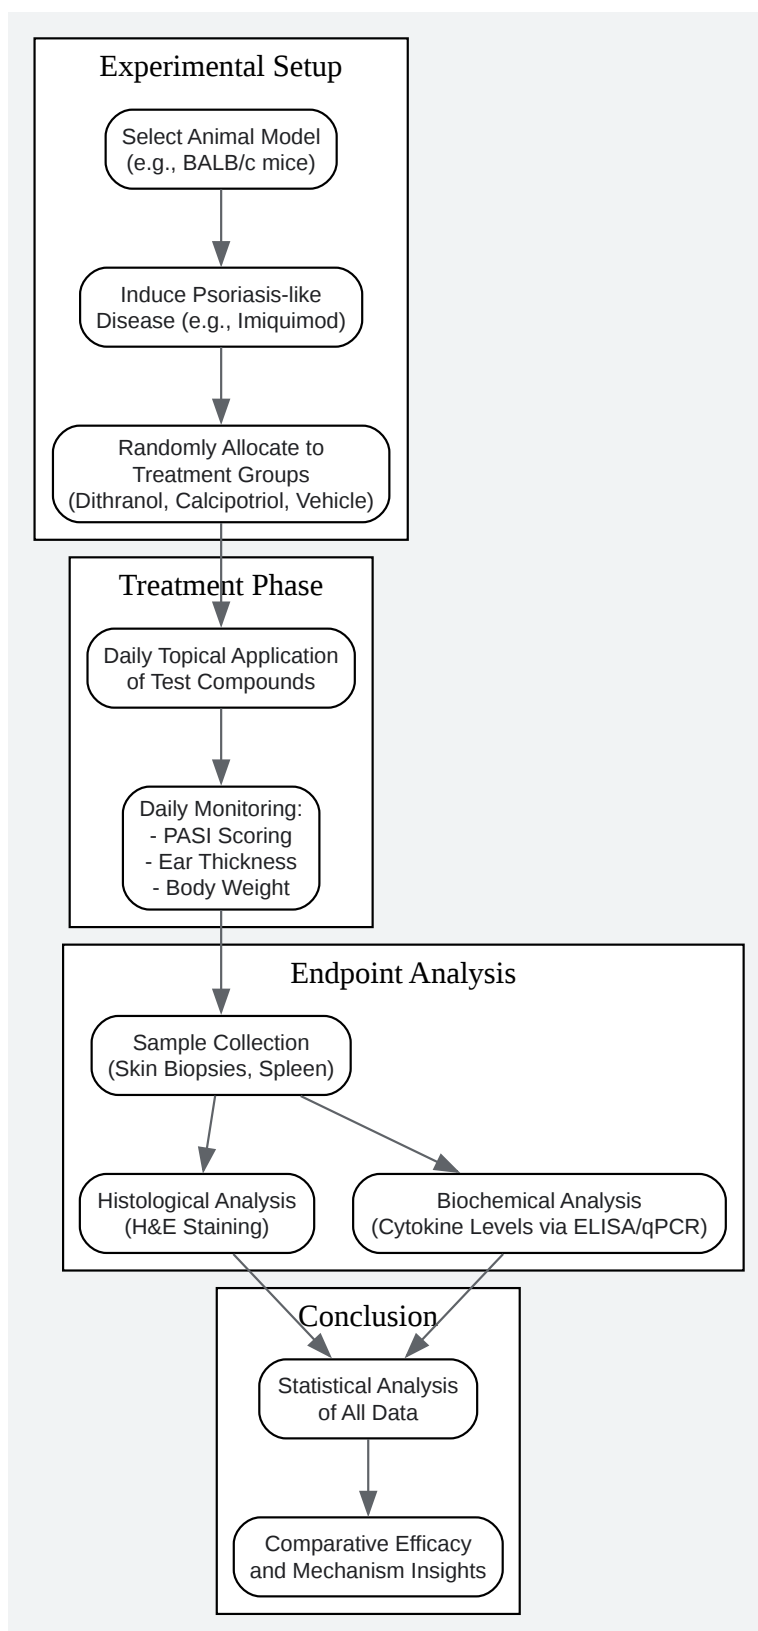 Experimental Setup
Select Animal Model
(e.g., BALB/c mice)
Induce Psoriasis-like
Disease (e.g., Imiquimod)
Randomly Allocate to
Treatment Groups
(Dithranol, Calcipotriol, Vehicle)
Treatment Phase
Daily Topical Application
of Test Compounds
Daily Monitoring:
- PASI Scoring
- Ear Thickness
- Body Weight
Endpoint Analysis
Sample Collection
(Skin Biopsies, Spleen)
Histological Analysis
(H&E Staining)
Biochemical Analysis
(Cytokine Levels via ELISA/qPCR)
Conclusion
Statistical Analysis
of All Data
Comparative Efficacy
and Mechanism Insights